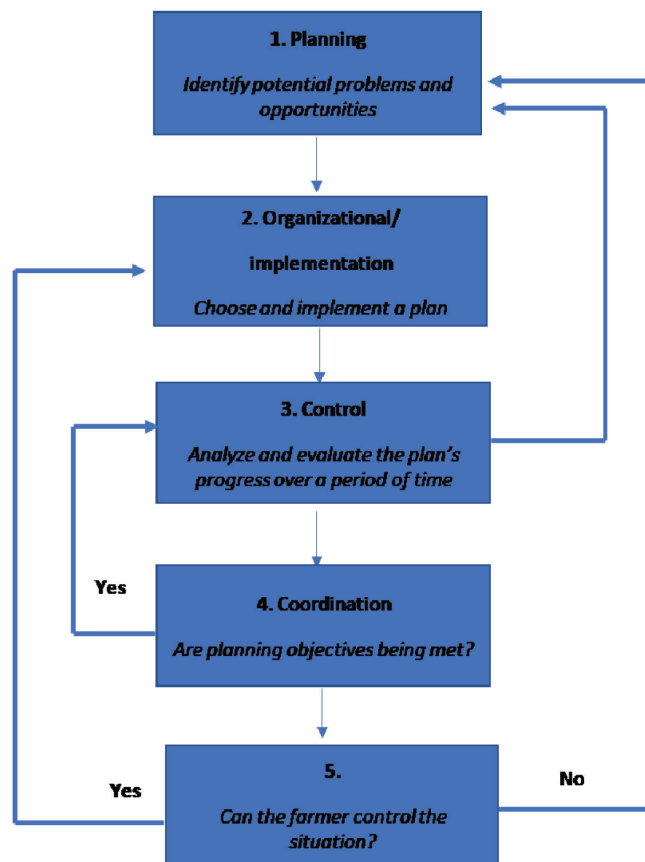 1. Planning
Identify potential problems and
opportunities
2. Organizational/
implementation
Choose and implement a plan
3. Control
Analyze and evaluate the plan's
progress over a period of time
Yes
4. Coordination
Are planning objectives being met?
5.
Yes
No
Can the farmer control the
situation?